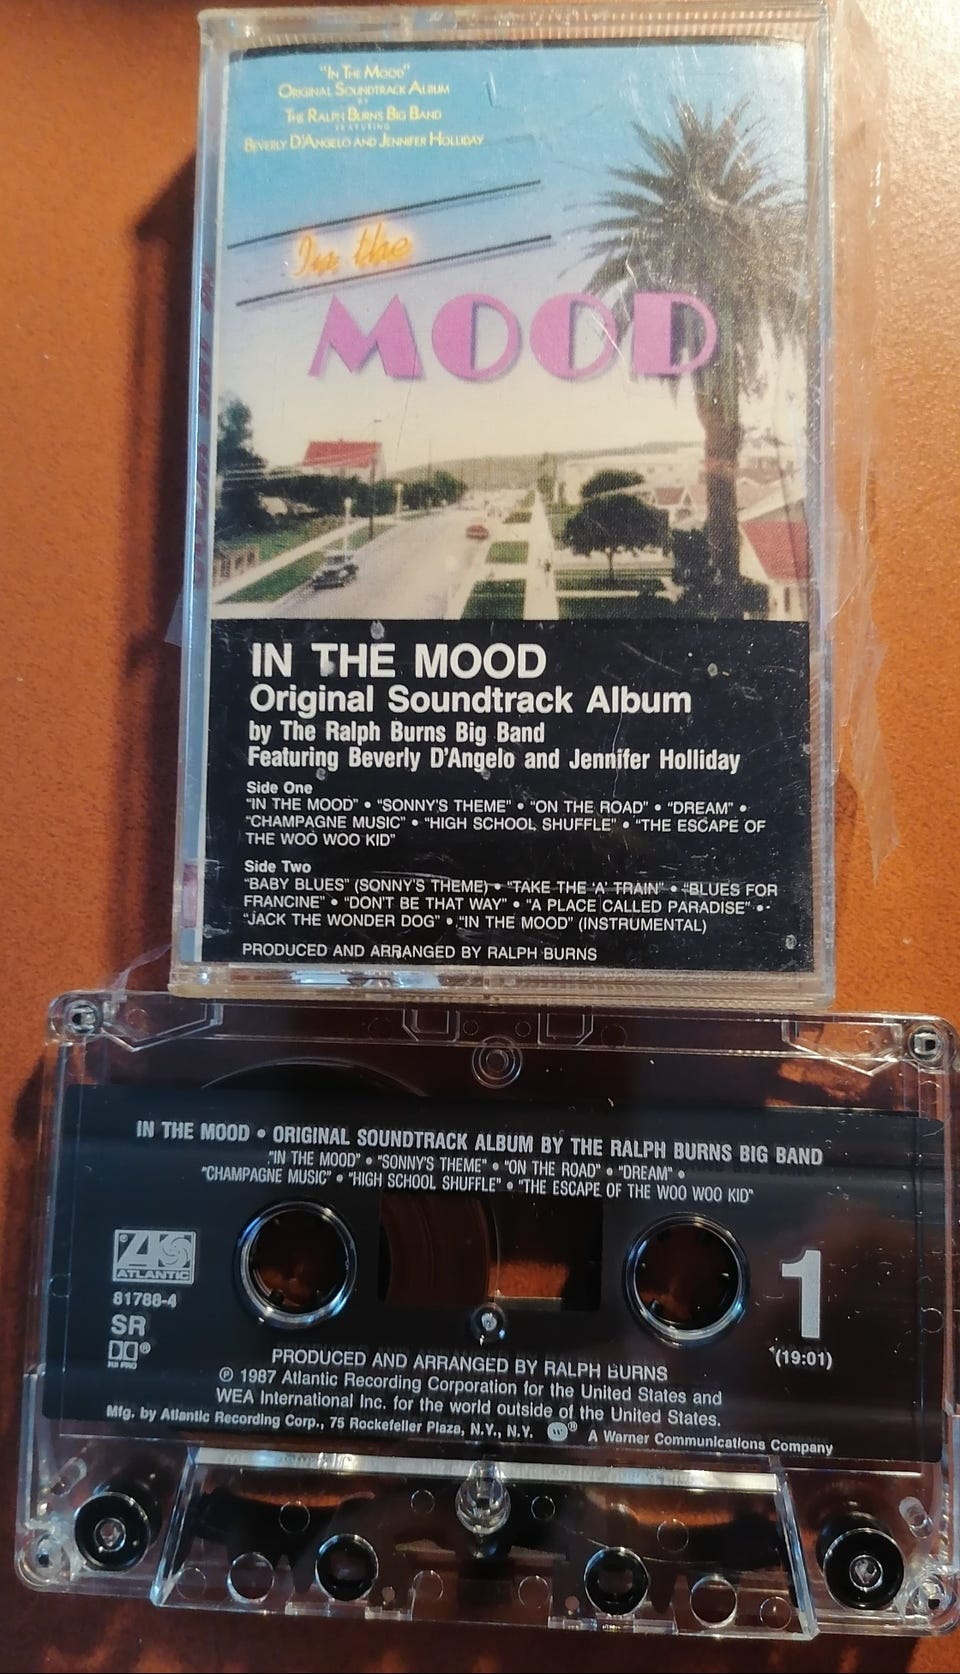 "IN THE MOOD"
ORIGINAL SOUNDTRACK ALBUM
BY
THE RALPH BURNS BIG BAND
FEATURING
BEVERLY D'ANGELO AND JENNIFER HOLLIDAY
In the
MOOD
IN THE MOOD
Original Soundtrack Album
by The Ralph Burns Big Band
Featuring Beverly D'Angelo and Jennifer Holliday
Side One
"IN THE MOOD" • "SONNY'S THEME" • "ON THE ROAD" • "DREAM" •
"CHAMPAGNE MUSIC" • "HIGH SCHOOL SHUFFLE" • "THE ESCAPE OF
THE WOO WOO KID"
Side Two
"BABY BLUES" (SONNY'S THEME) • "TAKE THE 'A' TRAIN" • "BLUES FOR
FRANCINE" • "DON'T BE THAT WAY" • "A PLACE CALLED PARADISE" •
"JACK THE WONDER DOG" • "IN THE MOOD" (INSTRUMENTAL)
PRODUCED AND ARRANGED BY RALPH BURNS
IN THE MOOD • ORIGINAL SOUNDTRACK ALBUM BY THE RALPH BURNS BIG BAND
"IN THE MOOD" • "SONNY'S THEME" • "ON THE ROAD" • "DREAM" •
"CHAMPAGNE MUSIC" • "HIGH SCHOOL SHUFFLE" • "THE ESCAPE OF THE WOO WOO KID"
ATLANTIC
81788-4
SR
HX PRO
1
(19:01)
PRODUCED AND ARRANGED BY RALPH BURNS
℗ 1987 Atlantic Recording Corporation for the United States and
WEA International Inc. for the world outside of the United States.
Mfg. by Atlantic Recording Corp., 75 Rockefeller Plaza, N.Y., N.Y. ® A Warner Communications Company